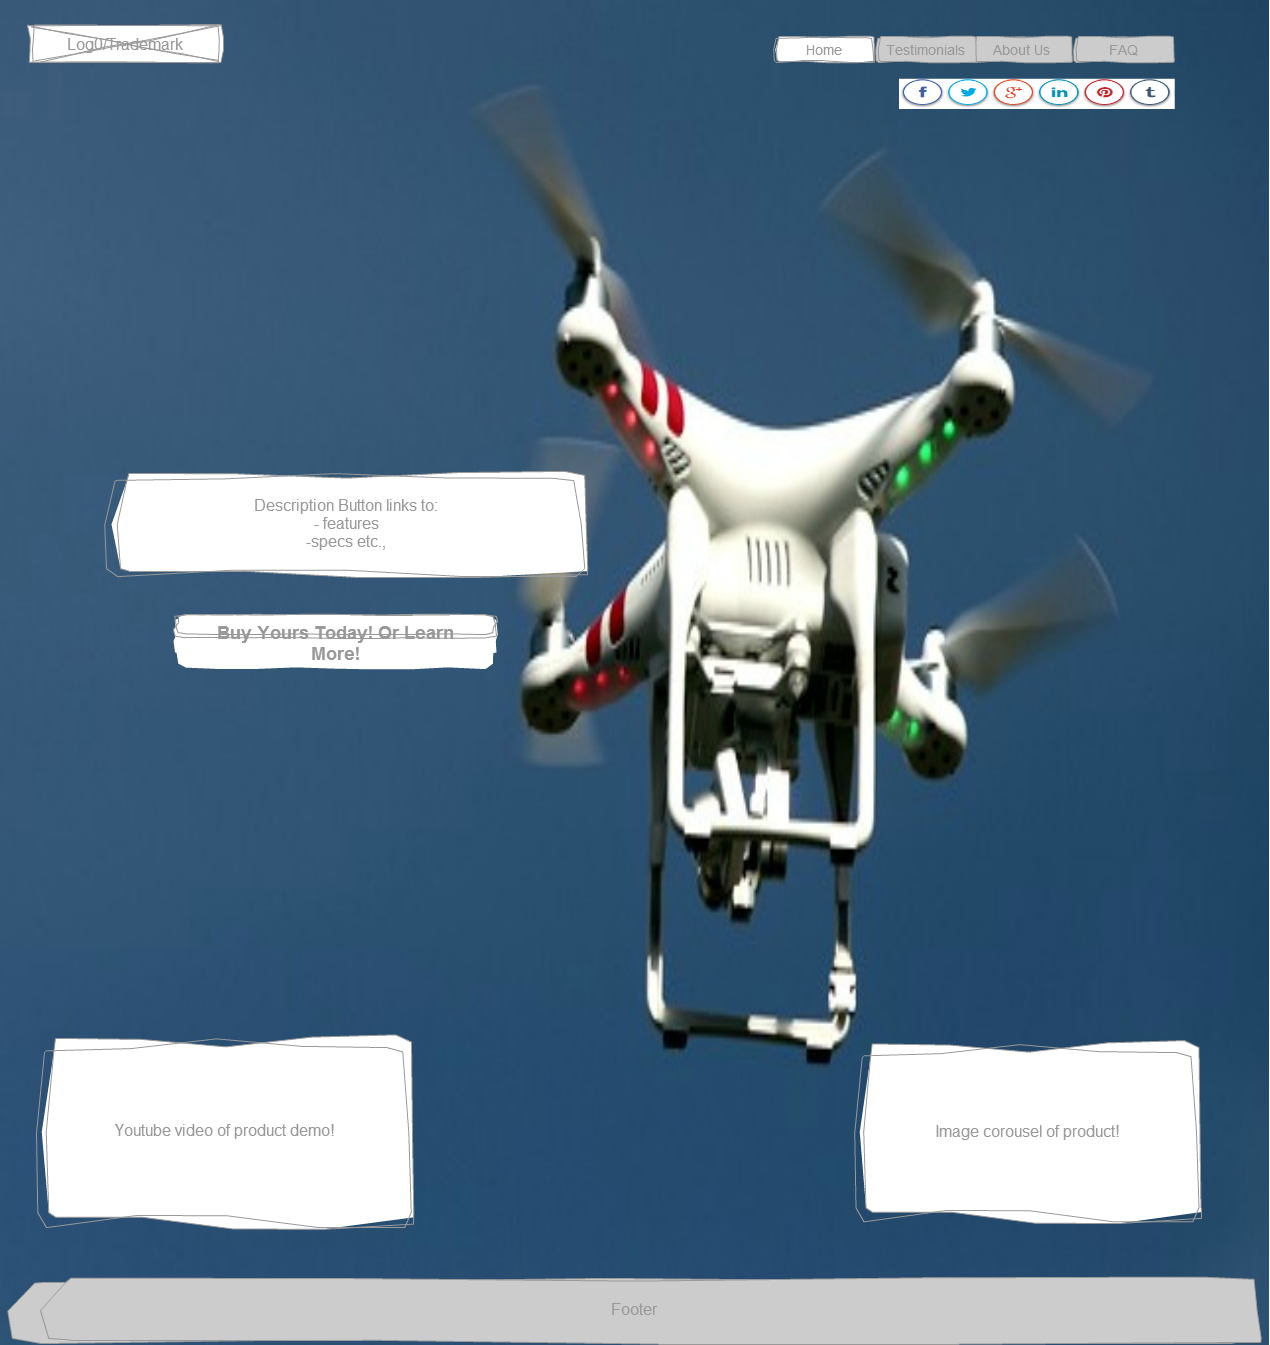 Log0/Trademark
Home
Testimonials
About Us
FAQ
f g+ in p t
Description Button links to:
- features
-specs etc.,
Buy Yours Today! Or Learn
More!
Youtube video of product demo!
Image corousel of product!
Footer